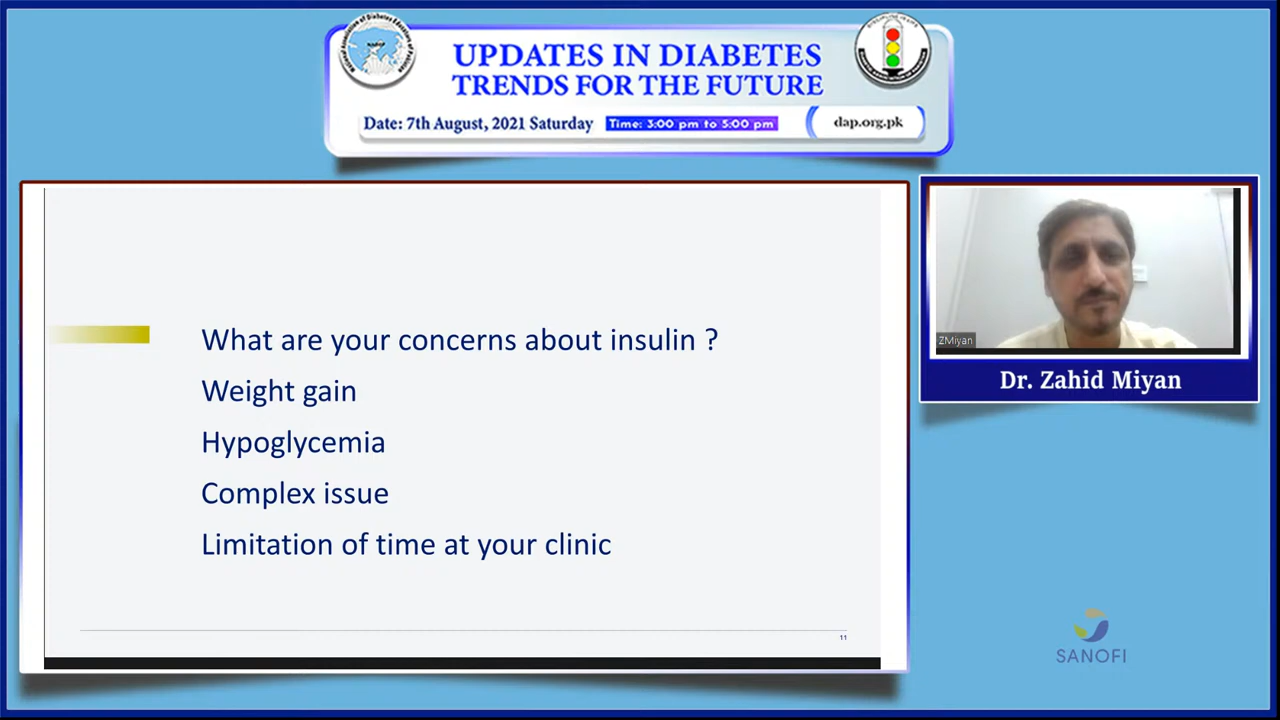 UPDATES IN DIABETES
TRENDS FOR THE FUTURE
Date: 7th August, 2021 Saturday
Time: 3:00 pm to 5:00 pm
dap.org.pk
What are your concerns about insulin ?
Weight gain
Hypoglycemia
Complex issue
Limitation of time at your clinic
11
ZMiyan
Dr. Zahid Miyan
SANOFI